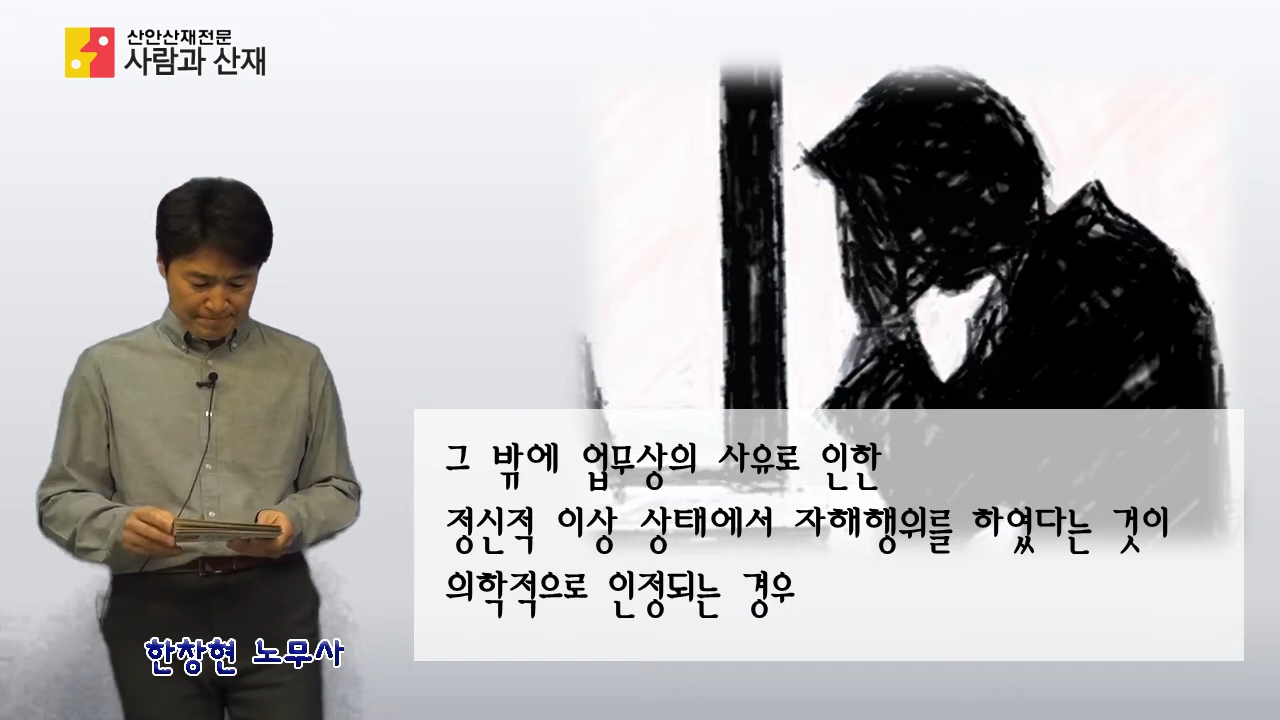 산안산재전문
사람과 산재
그 밖에 업무상의 사유로 인한
정신적 이상 상태에서 자해행위를 하였다는 것이
의학적으로 인정되는 경우
한창현 노무사